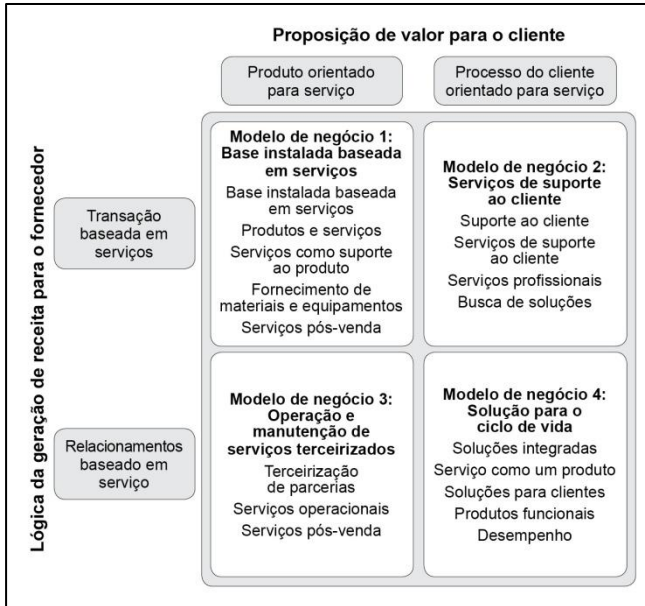 Proposição de valor para o cliente
Produto orientado
para serviço
Processo do cliente
orientado para serviço
Lógica da geração de receita para o fornecedor
Transação
baseada em
serviços
Modelo de negócio 1:
Base instalada baseada
em serviços
Base instalada baseada
em serviços
Produtos e serviços
Serviços como suporte
ao produto
Fornecimento de
materiais e equipamentos
Serviços pós-venda
Modelo de negócio 2:
Serviços de suporte
ao cliente
Suporte ao cliente
Serviços de suporte
ao cliente
Serviços profissionais
Busca de soluções
Relacionamentos
baseado em
serviço
Modelo de negócio 3:
Operação e
manutenção de
serviços terceirizados
Terceirização
de parcerias
Serviços operacionais
Serviços pós-venda
Modelo de negócio 4:
Solução para o
ciclo de vida
Soluções integradas
Serviço como um produto
Soluções para clientes
Produtos funcionais
Desempenho